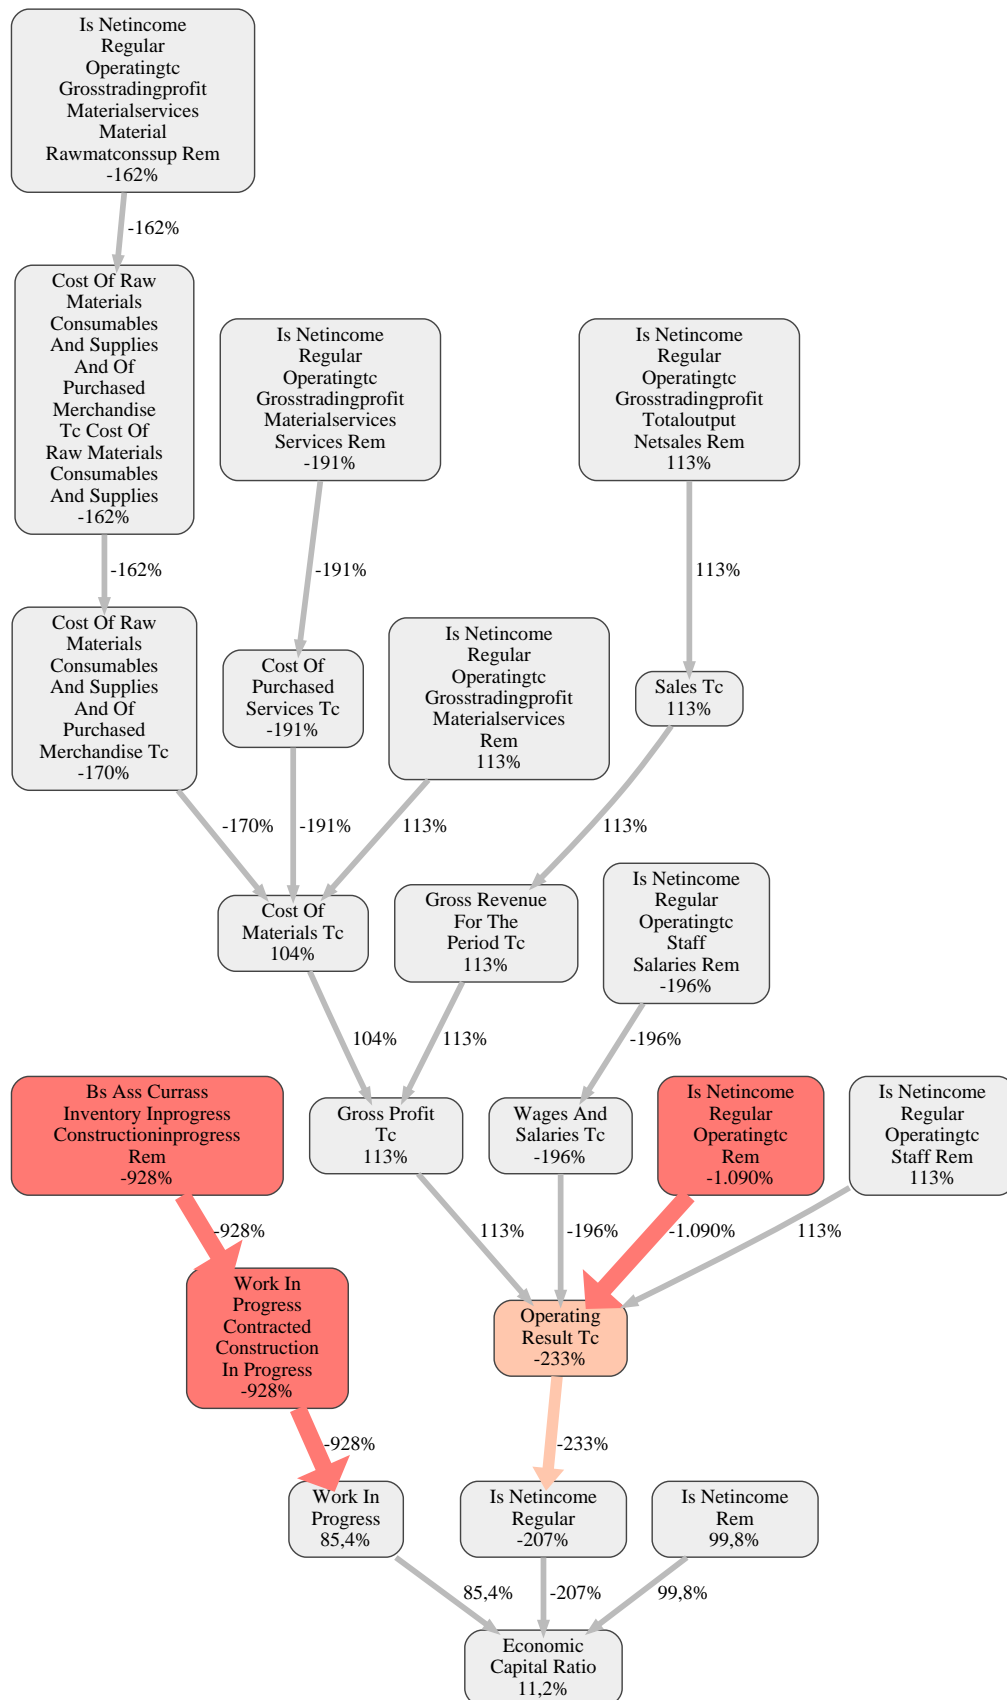 Is Netincome
Regular
Operatingtc
Grosstradingprofit
Materialservices
Material
Rawmatconssup Rem
-162%
-162%
Cost Of Raw
Materials
Consumables
And Supplies
And Of
Purchased
Merchandise
Tc Cost Of
Raw Materials
Consumables
And Supplies
-162%
Is Netincome
Regular
Operatingtc
Grosstradingprofit
Materialservices
Services Rem
-191%
Is Netincome
Regular
Operatingtc
Grosstradingprofit
Totaloutput
Netsales Rem
113%
-162%
-191%
113%
Cost Of Raw
Materials
Consumables
And Supplies
And Of
Purchased
Merchandise Tc
-170%
Cost Of
Purchased
Services Tc
-191%
Is Netincome
Regular
Operatingtc
Grosstradingprofit
Materialservices
Rem
113%
Sales Tc
113%
-170%
-191%
113%
113%
Cost Of
Materials Tc
104%
Gross Revenue
For The
Period Tc
113%
Is Netincome
Regular
Operatingtc
Staff
Salaries Rem
-196%
104%
113%
-196%
Bs Ass Currass
Inventory Inprogress
Constructioninprogress
Rem
-928%
Gross Profit
Tc
113%
Wages And
Salaries Tc
-196%
Is Netincome
Regular
Operatingtc
Rem
-1.090%
Is Netincome
Regular
Operatingtc
Staff Rem
113%
-928%
113%
-196%
-1.090%
113%
Work In
Progress
Contracted
Construction
In Progress
-928%
Operating
Result Tc
-233%
-928%
-233%
Work In
Progress
85,4%
Is Netincome
Regular
-207%
Is Netincome
Rem
99,8%
85,4%
-207%
99,8%
Economic
Capital Ratio
11,2%